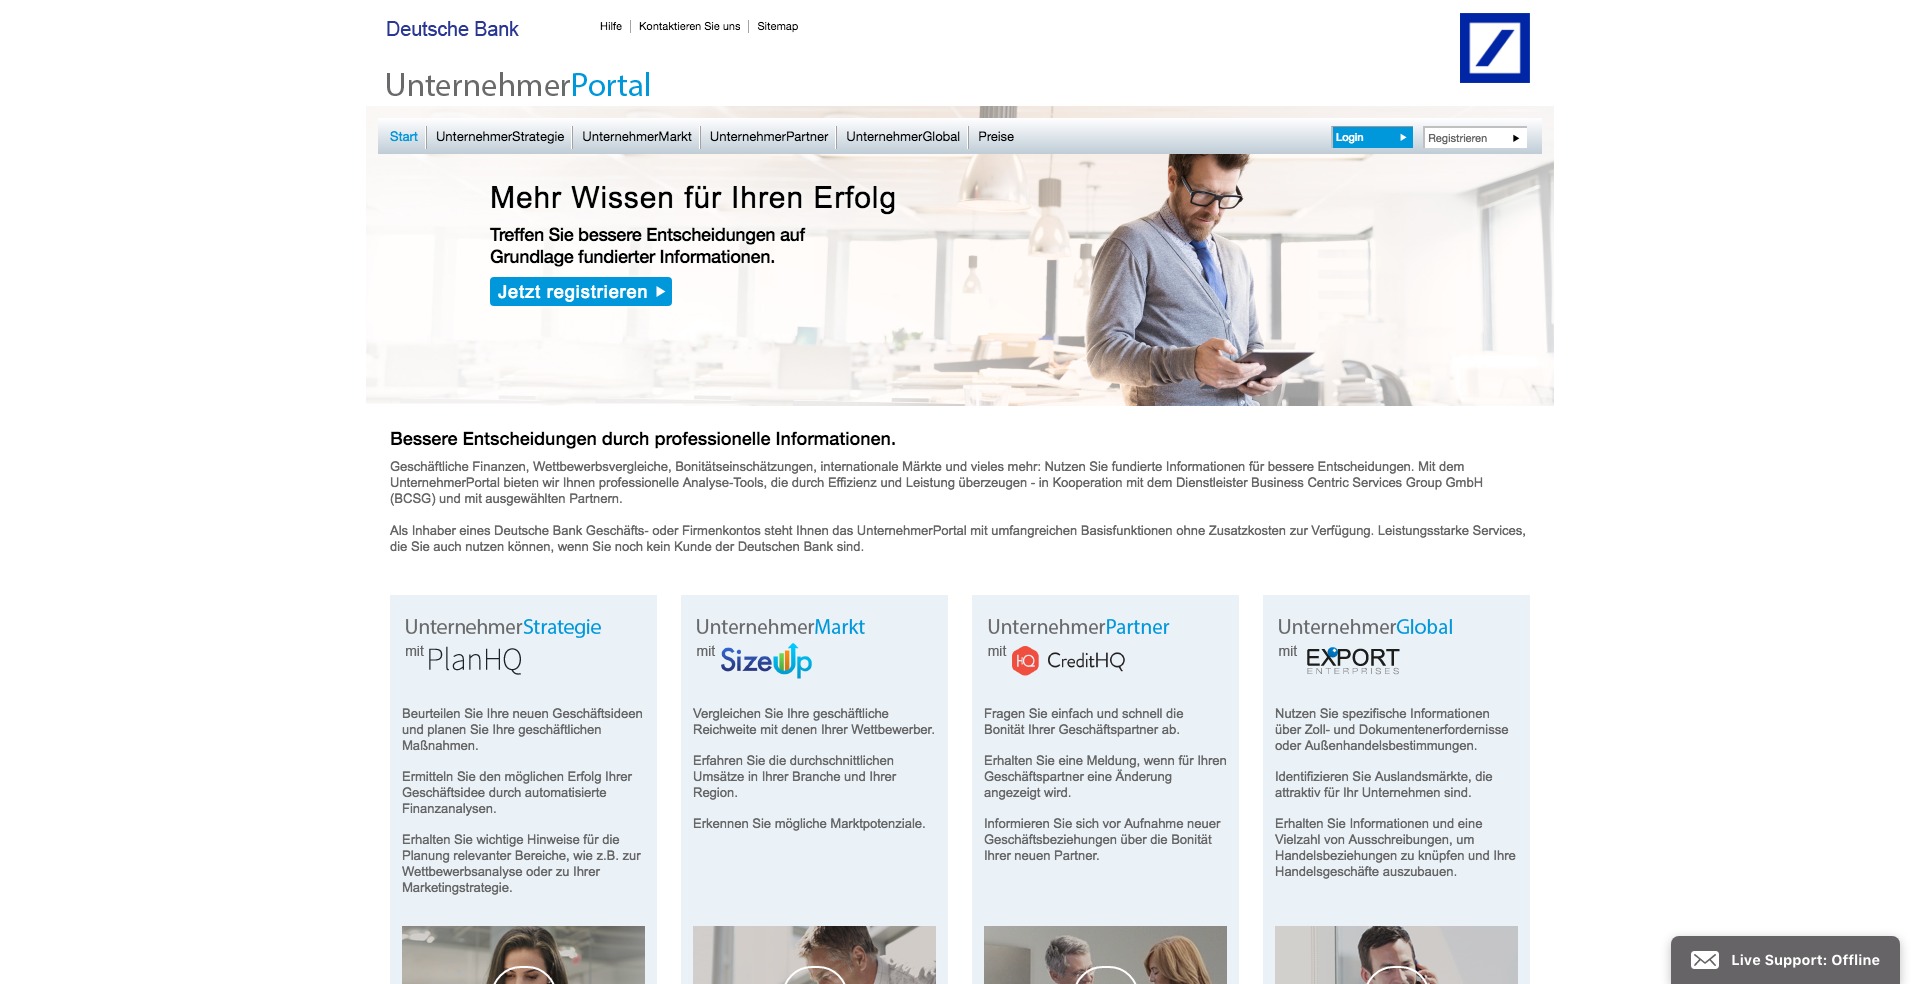 Deutsche Bank
Hilfe
Kontaktieren Sie uns
Sitemap
UnternehmerPortal
Start
UnternehmerStrategie
UnternehmerMarkt
UnternehmerPartner
UnternehmerGlobal
Preise
Login
Registrieren
Mehr Wissen für Ihren Erfolg
Treffen Sie bessere Entscheidungen auf
Grundlage fundierter Informationen.
Jetzt registrieren
Bessere Entscheidungen durch professionelle Informationen.
Geschäftliche Finanzen, Wettbewerbsvergleiche, Bonitätseinschätzungen, internationale Märkte und vieles mehr: Nutzen Sie fundierte Informationen für bessere Entscheidungen. Mit dem
UnternehmerPortal bieten wir Ihnen professionelle Analyse-Tools, die durch Effizienz und Leistung überzeugen - in Kooperation mit dem Dienstleister Business Centric Services Group GmbH
(BCSG) und mit ausgewählten Partnern.
Als Inhaber eines Deutsche Bank Geschäfts- oder Firmenkontos steht Ihnen das UnternehmerPortal mit umfangreichen Basisfunktionen ohne Zusatzkosten zur Verfügung. Leistungsstarke Services,
die Sie auch nutzen können, wenn Sie noch kein Kunde der Deutschen Bank sind.
UnternehmerStrategie
mit PlanHQ
Beurteilen Sie Ihre neuen Geschäftsideen
und planen Sie Ihre geschäftlichen
Maßnahmen.
Ermitteln Sie den möglichen Erfolg Ihrer
Geschäftsidee durch automatisierte
Finanzanalysen.
Erhalten Sie wichtige Hinweise für die
Planung relevanter Bereiche, wie z.B. zur
Wettbewerbsanalyse oder zu Ihrer
Marketingstrategie.
UnternehmerMarkt
mit SizeUp
Vergleichen Sie Ihre geschäftliche
Reichweite mit denen Ihrer Wettbewerber.
Erfahren Sie die durchschnittlichen
Umsätze in Ihrer Branche und Ihrer
Region.
Erkennen Sie mögliche Marktpotenziale.
UnternehmerPartner
mit HQ CreditHQ
Fragen Sie einfach und schnell die
Bonität Ihrer Geschäftspartner ab.
Erhalten Sie eine Meldung, wenn für Ihren
Geschäftspartner eine Änderung
angezeigt wird.
Informieren Sie sich vor Aufnahme neuer
Geschäftsbeziehungen über die Bonität
Ihrer neuen Partner.
UnternehmerGlobal
mit EXPORT
ENTERPRISES
Nutzen Sie spezifische Informationen
über Zoll- und Dokumentenerfordernisse
oder Außenhandelsbestimmungen.
Identifizieren Sie Auslandsmärkte, die
attraktiv für Ihr Unternehmen sind.
Erhalten Sie Informationen und eine
Vielzahl von Ausschreibungen, um
Handelsbeziehungen zu knüpfen und Ihre
Handelsgeschäfte auszubauen.
Live Support: Offline